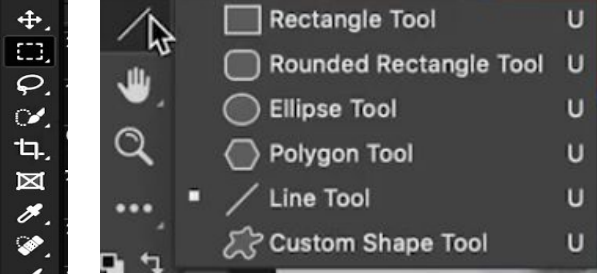 Rectangle Tool U
Rounded Rectangle Tool U
Ellipse Tool U
Polygon Tool U
Line Tool U
Custom Shape Tool U